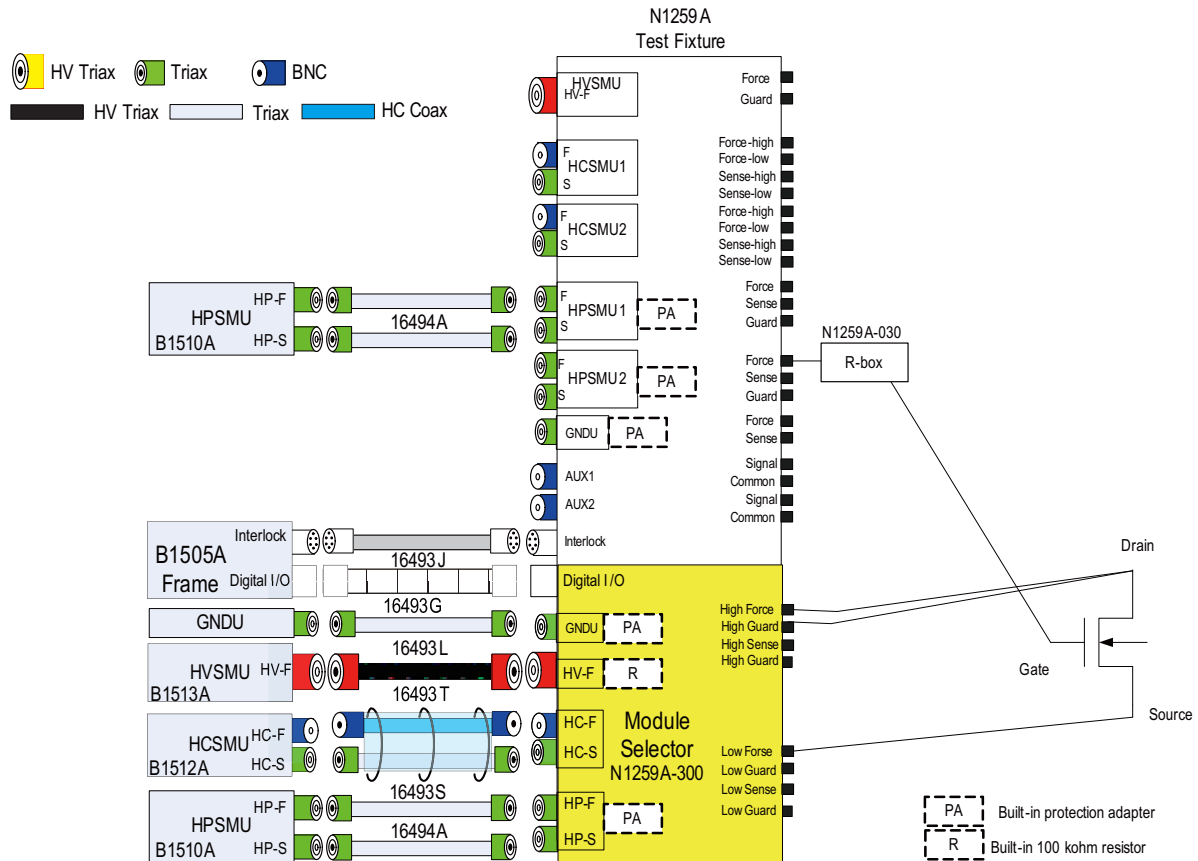 N1259A
Test Fixture
HV Triax
Triax
BNC
HV Triax
Triax
HC Coax
HVSMU
HV-F
Force
Guard
F
HCSMU1
S
Force-high
Force-low
Sense-high
Sense-low
F
HCSMU2
S
Force-high
Force-low
Sense-high
Sense-low
HP-F
HPSMU
B1510A
HP-S
16494A
F
HPSMU1
S
PA
Force
Sense
Guard
F
HPSMU2
S
PA
Force
Sense
Guard
N1259A-030
R-box
GNDU
PA
Force
Sense
AUX1
AUX2
Signal
Common
Signal
Common
Interlock
B1505A
Frame
Digital I/O
16493J
Interlock
Digital I/O
16493G
GNDU
GNDU
PA
High Force
High Guard
High Sense
High Guard
Drain
Gate
Source
16493L
HVSMU
HV-F
B1513A
HV-F
R
16493T
HCSMU
HC-F
HC-S
B1512A
HC-F
HC-S
Module
Selector
N1259A-300
Low Forse
Low Guard
Low Sense
Low Guard
16493S
HP-F
HPSMU
B1510A
HP-S
16494A
HP-F
HP-S
PA
PA
Built-in protection adapter
R
Built-in 100 kohm resistor